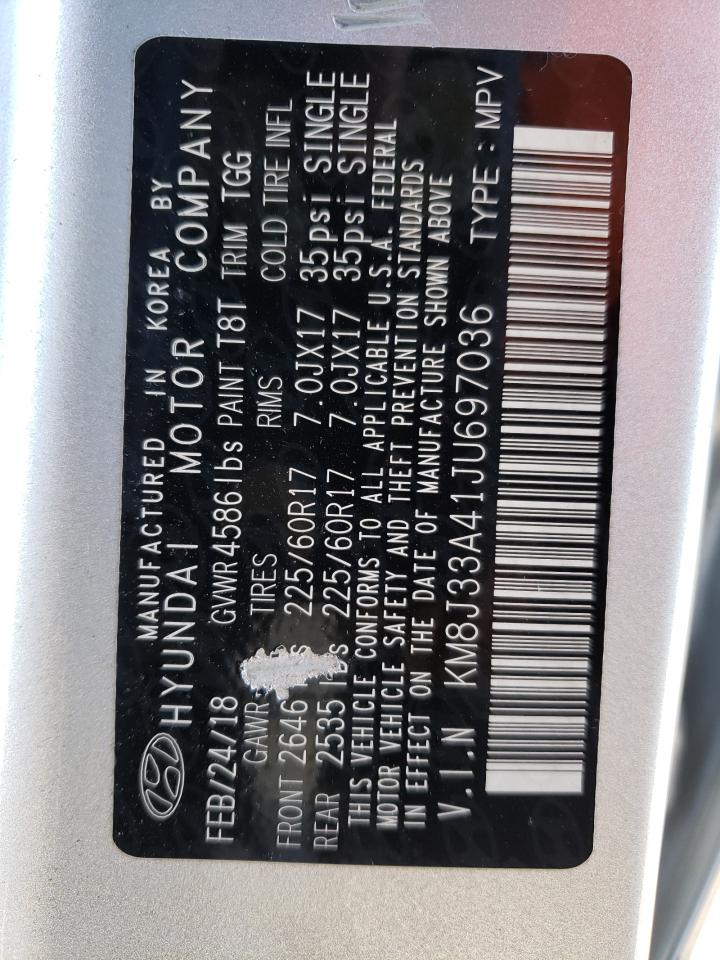 MANUFACTURED IN KOREA BY
HYUNDAI MOTOR COMPANY
FEB/24/18 GVWR 4586 lbs PAINT T8T TRIM TGG
GAWR TIRES RIMS COLD TIRE INFL
FRONT 2646 225/60R17 7.0JX17 35psi SINGLE
REAR 2535 lbs 225/60R17 7.0JX17 35psi SINGLE
THIS VEHICLE CONFORMS TO ALL APPLICABLE U.S.A. FEDERAL
MOTOR VEHICLE SAFETY AND THEFT PREVENTION STANDARDS
IN EFFECT ON THE DATE OF MANUFACTURE SHOWN ABOVE
V.I.N KM8J33A41JU697036 TYPE : MPV